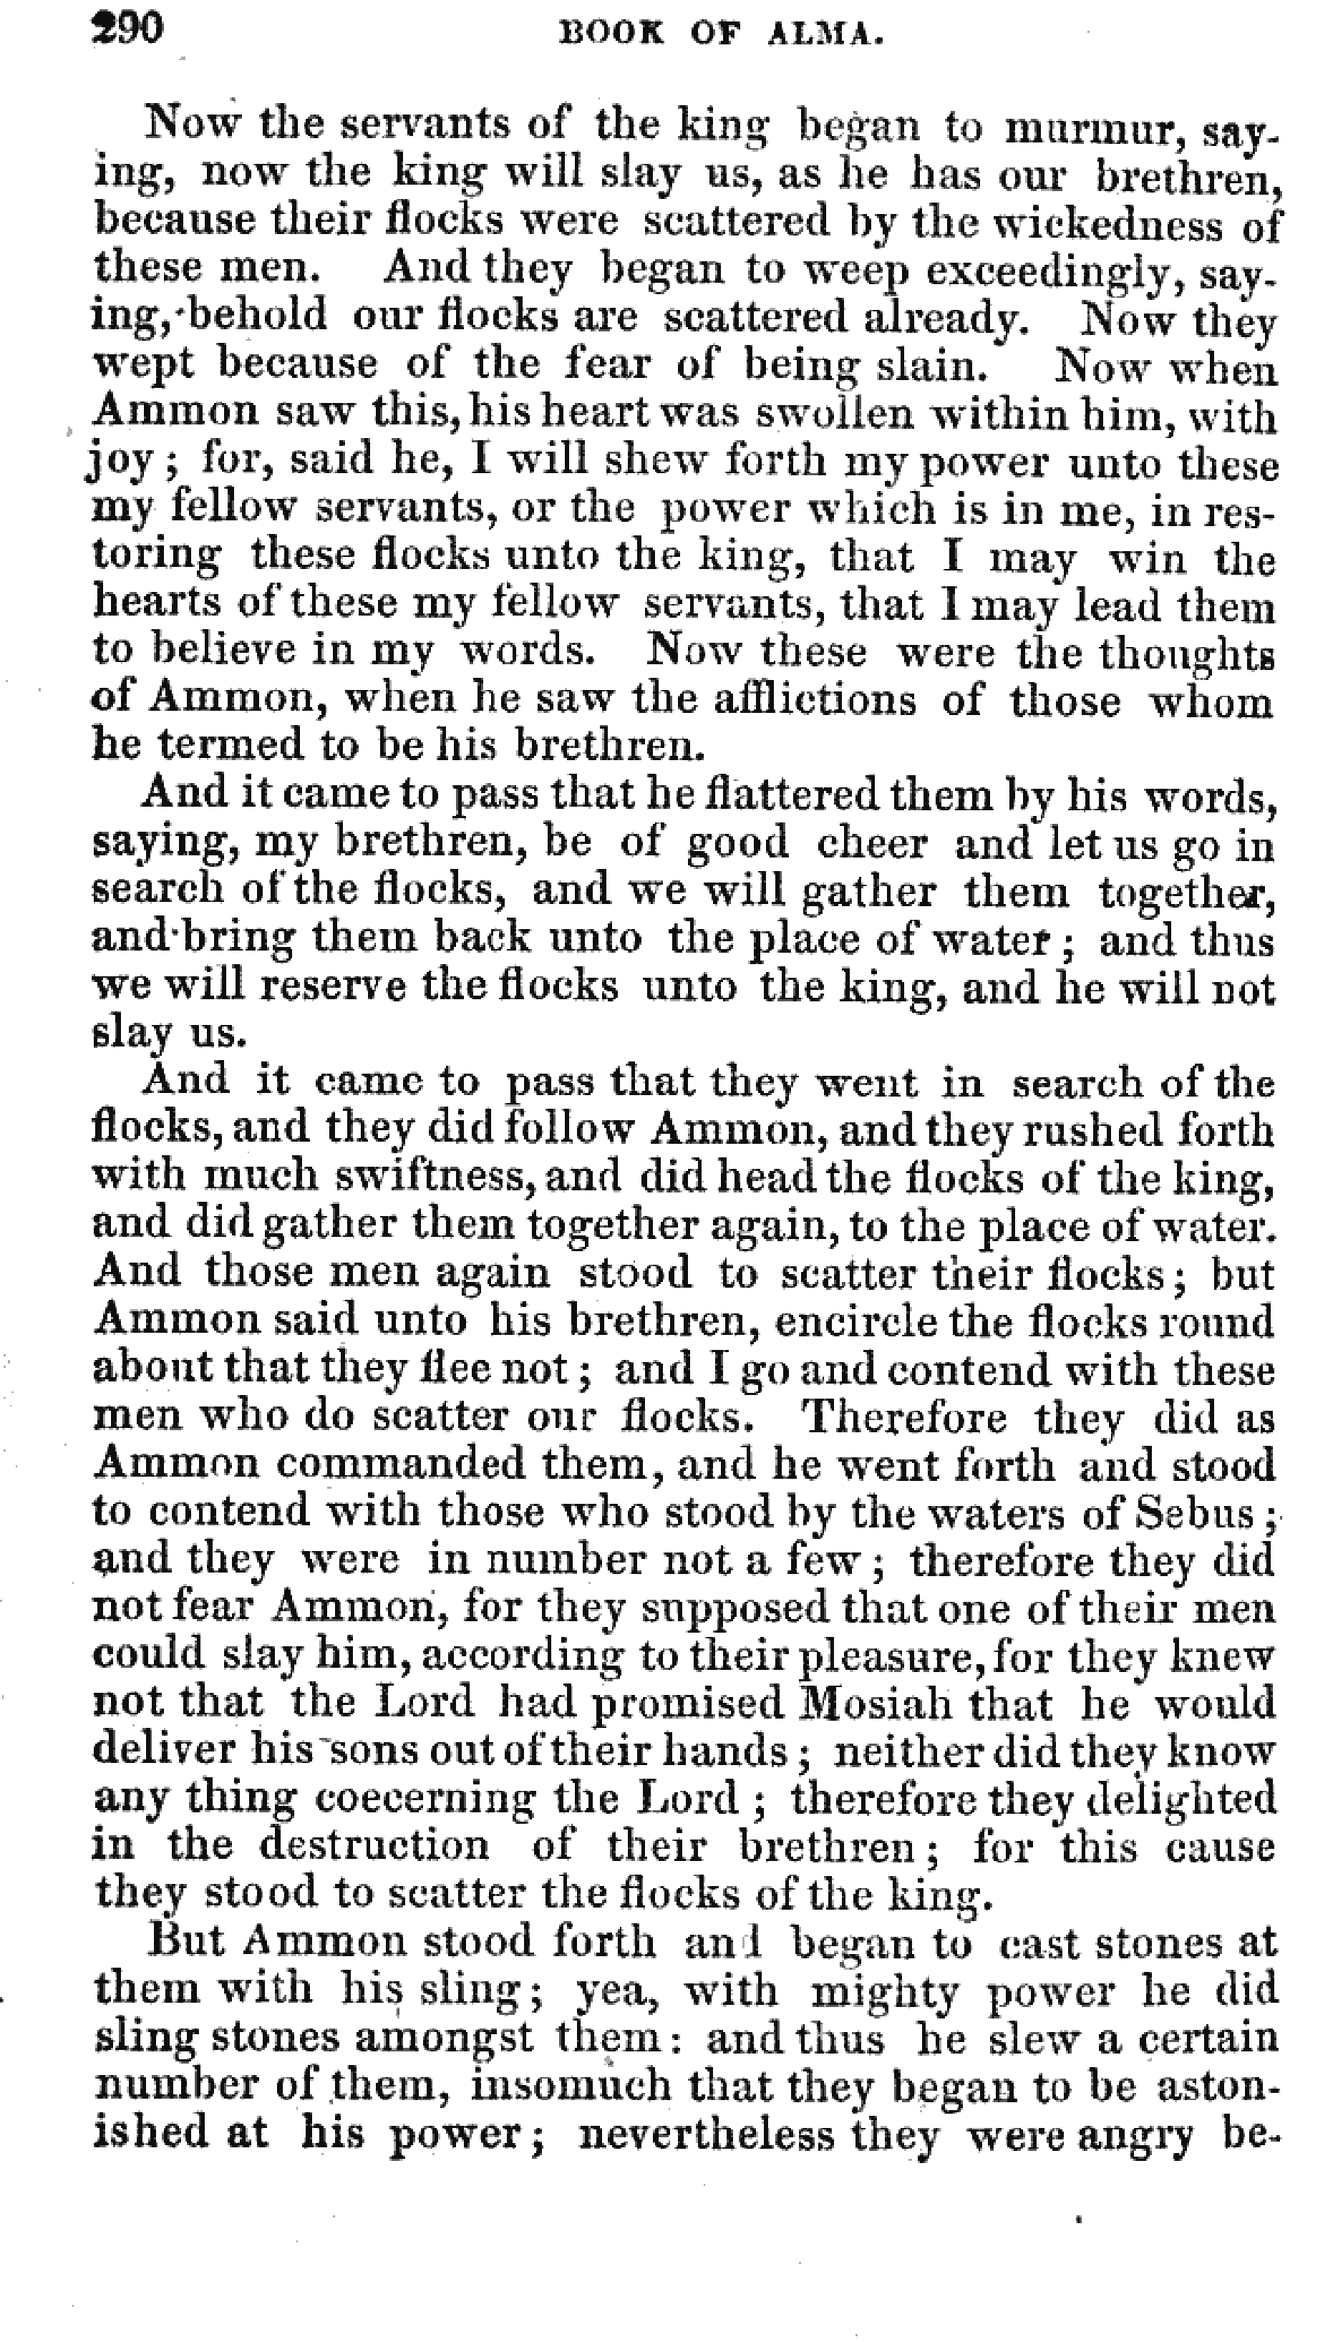 290 BOOK OF ALMA.
Now the servants of the king began to murmur, say-
ing, now the king will slay us, as he has our brethren,
because their flocks were scattered by the wickedness of
these men. And they began to weep exceedingly, say-
ing, behold our flocks are scattered already. Now they
wept because of the fear of being slain. Now when
Ammon saw this, his heart was swollen within him, with
joy; for, said he, I will shew forth my power unto these
my fellow servants, or the power which is in me, in res-
toring these flocks unto the king, that I may win the
hearts of these my fellow servants, that I may lead them
to believe in my words. Now these were the thoughts
of Ammon, when he saw the afflictions of those whom
he termed to be his brethren.
And it came to pass that he flattered them by his words,
saying, my brethren, be of good cheer and let us go in
search of the flocks, and we will gather them together,
and bring them back unto the place of water; and thus
we will reserve the flocks unto the king, and he will not
slay us.
And it came to pass that they went in search of the
flocks, and they did follow Ammon, and they rushed forth
with much swiftness, and did head the flocks of the king,
and did gather them together again, to the place of water.
And those men again stood to scatter their flocks; but
Ammon said unto his brethren, encircle the flocks round
about that they flee not; and I go and contend with these
men who do scatter our flocks. Therefore they did as
Ammon commanded them, and he went forth and stood
to contend with those who stood by the waters of Sebus;
and they were in number not a few; therefore they did
not fear Ammon, for they supposed that one of their men
could slay him, according to their pleasure, for they knew
not that the Lord had promised Mosiah that he would
deliver his sons out of their hands; neither did they know
any thing coecerning the Lord; therefore they delighted
in the destruction of their brethren; for this cause
they stood to scatter the flocks of the king.
But Ammon stood forth and began to cast stones at
them with his sling; yea, with mighty power he did
sling stones amongst them: and thus he slew a certain
number of them, insomuch that they began to be aston-
ished at his power; nevertheless they were angry be-